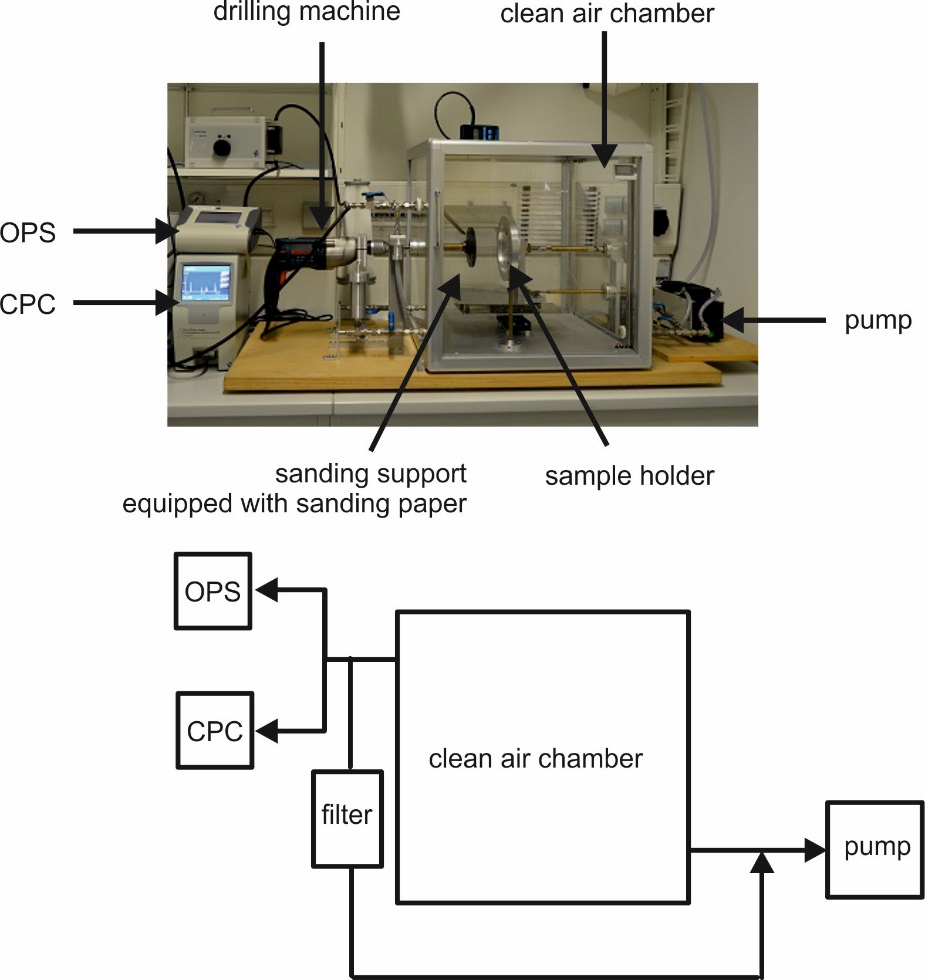 drilling machine
clean air chamber
OPS
CPC
pump
sanding support
equipped with sanding paper
sample holder
OPS
CPC
clean air chamber
filter
pump